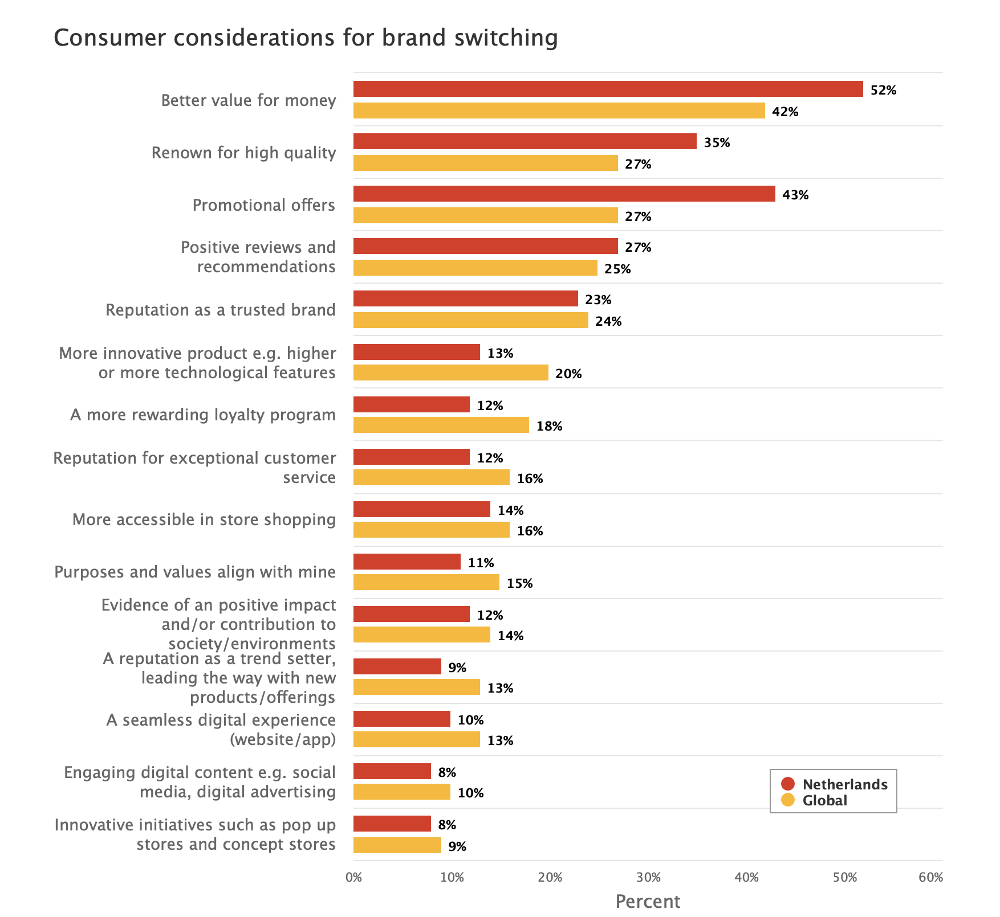 Consumer considerations for brand switching
Better value for money
52%
42%
Renown for high quality
35%
27%
Promotional offers
43%
27%
Positive reviews and
recommendations
27%
25%
Reputation as a trusted brand
23%
24%
More innovative product e.g. higher
or more technological features
13%
20%
A more rewarding loyalty program
12%
18%
Reputation for exceptional customer
service
12%
16%
More accessible in store shopping
14%
16%
Purposes and values align with mine
11%
15%
Evidence of an positive impact
and/or contribution to
society/environments
12%
14%
A reputation as a trend setter,
leading the way with new
products/offerings
9%
13%
A seamless digital experience
(website/app)
10%
13%
Engaging digital content e.g. social
media, digital advertising
8%
10%
Netherlands
Global
Innovative initiatives such as pop up
stores and concept stores
8%
9%
0% 10% 20% 30% 40% 50% 60%
Percent